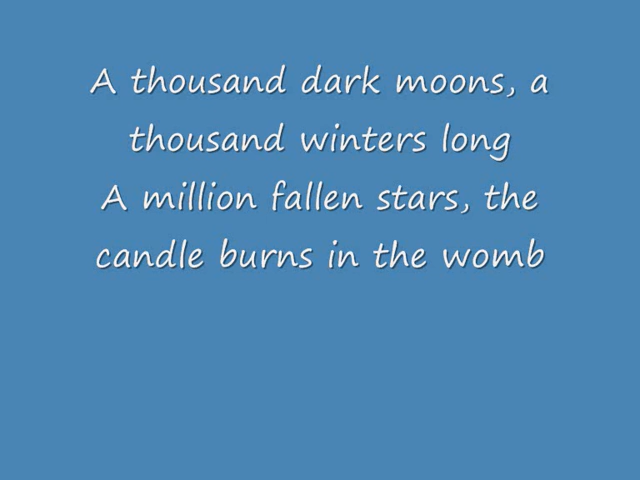 A thousand dark moons, a
thousand winters long
A million fallen stars, the
candle burns in the womb